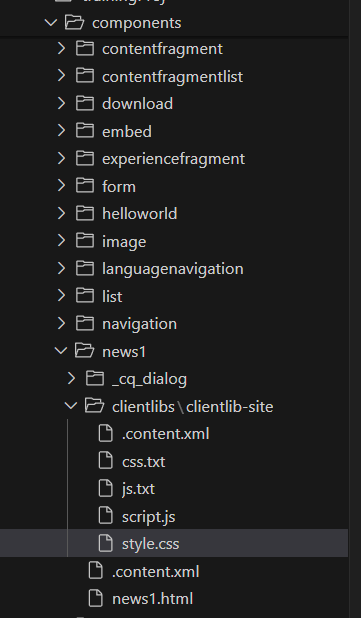 components
contentfragment
contentfragmentlist
download
embed
experiencefragment
form
helloworld
image
languagenavigation
list
navigation
news1
_cq_dialog
clientlibs\clientlib-site
.content.xml
css.txt
js.txt
script.js
style.css
.content.xml
news1.html